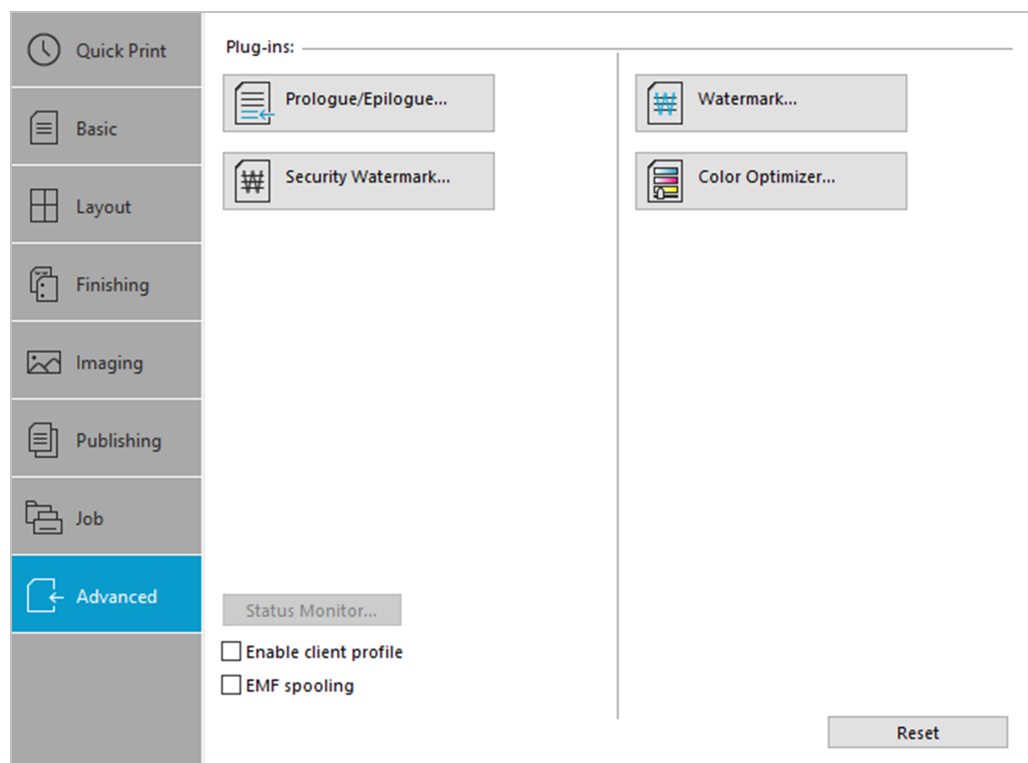 Quick Print
Basic
Layout
Finishing
Imaging
Publishing
Job
Advanced
Plug-ins:
Prologue/Epilogue...
Watermark...
Security Watermark...
Color Optimizer...
Status Monitor...
Enable client profile
EMF spooling
Reset